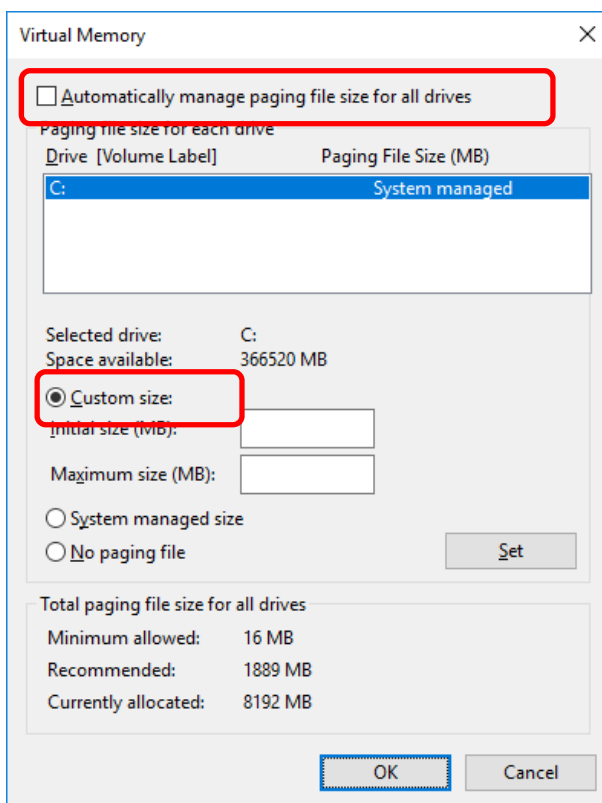 Virtual Memory
Automatically manage paging file size for all drives
Paging file size for each drive
Drive [Volume Label] Paging File Size (MB)
C: System managed
Selected drive: C:
Space available: 366520 MB
Custom size:
Initial size (MB):
Maximum size (MB):
System managed size
No paging file Set
Total paging file size for all drives
Minimum allowed: 16 MB
Recommended: 1889 MB
Currently allocated: 8192 MB
OK Cancel